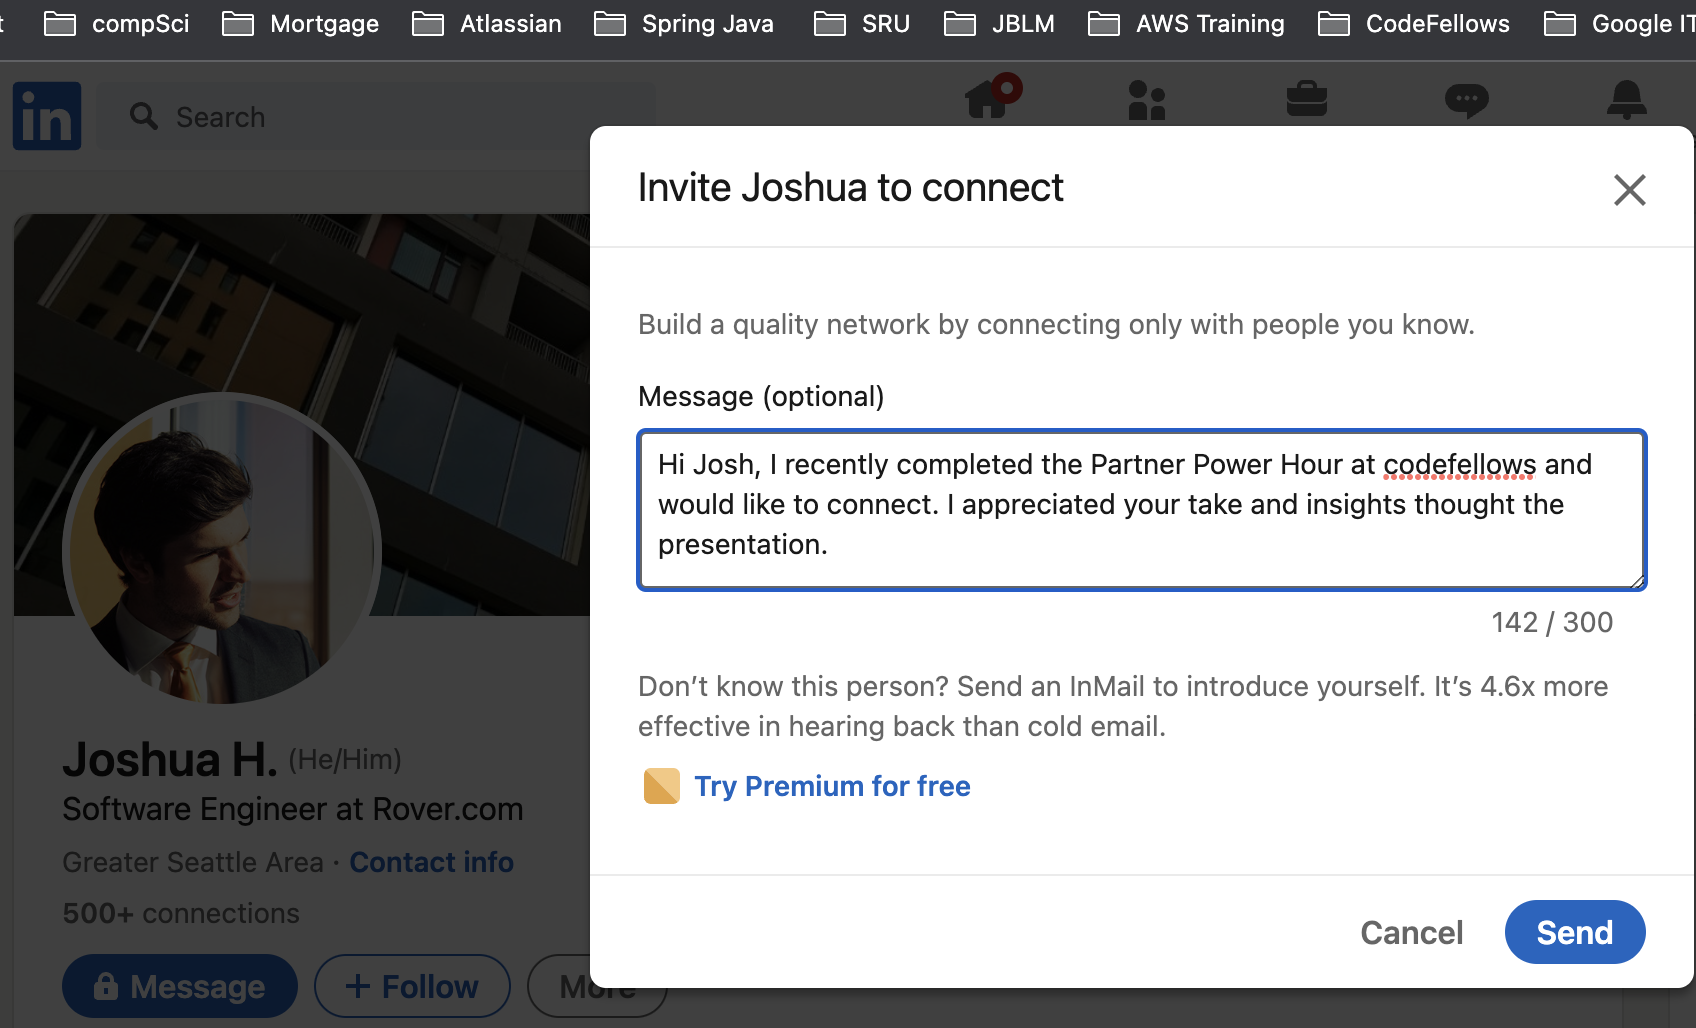 t compSci Mortgage Atlassian Spring Java SRU JBLM AWS Training CodeFellows Google IT
in Search
Invite Joshua to connect
Build a quality network by connecting only with people you know.
Message (optional)
Hi Josh, I recently completed the Partner Power Hour at codefellows and
would like to connect. I appreciated your take and insights thought the
presentation.
142 / 300
Don’t know this person? Send an InMail to introduce yourself. It’s 4.6x more
effective in hearing back than cold email.
Try Premium for free
Cancel Send
Joshua H. (He/Him)
Software Engineer at Rover.com
Greater Seattle Area · Contact info
500+ connections
Message + Follow More